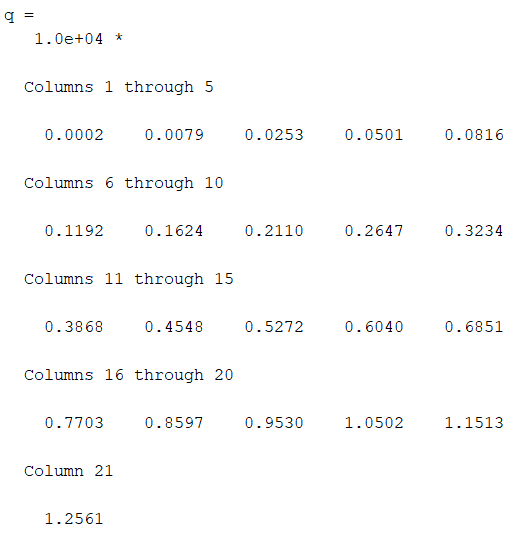 q =
1.0e+04 *
Columns 1 through 5
0.0002 0.0079 0.0253 0.0501 0.0816
Columns 6 through 10
0.1192 0.1624 0.2110 0.2647 0.3234
Columns 11 through 15
0.3868 0.4548 0.5272 0.6040 0.6851
Columns 16 through 20
0.7703 0.8597 0.9530 1.0502 1.1513
Column 21
1.2561